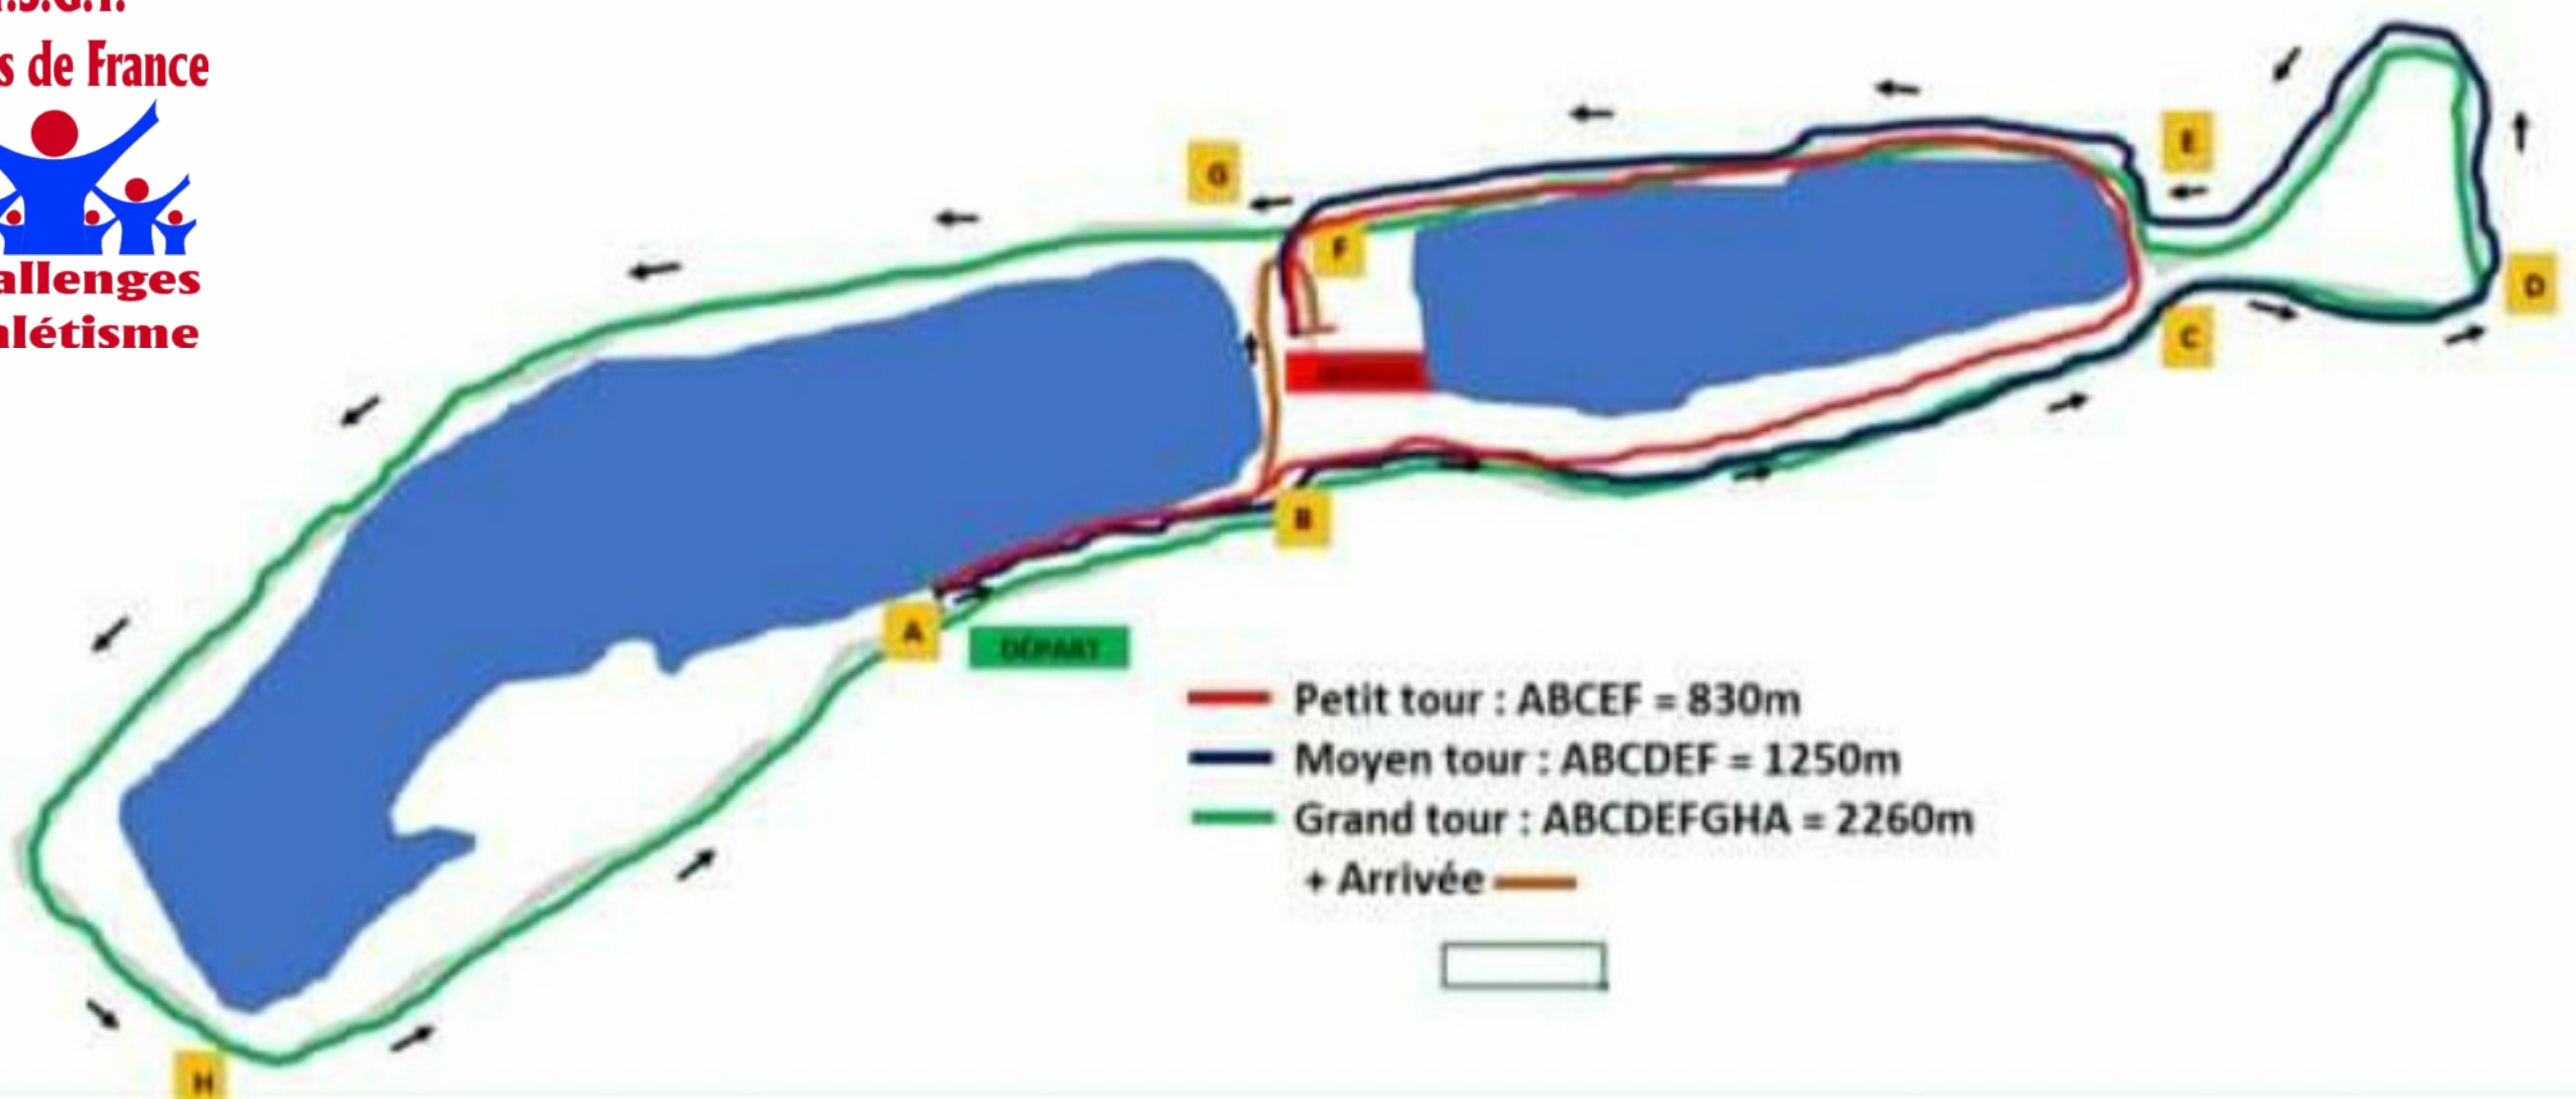 s de France
allenges
alétisme
G
E
F
D
C
B
A
DÉPART
Petit tour : ABCEF = 830m
Moyen tour : ABCDEF = 1250m
Grand tour : ABCDEFGHA = 2260m
+ Arrivée
H